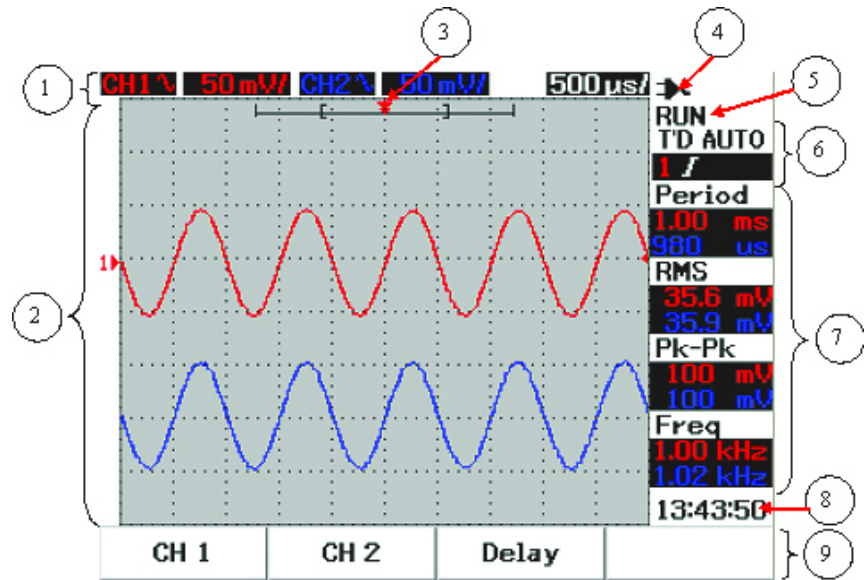 3
4
1
CH1 ∿ 50 mV/ CH2 ∿ 50 mV/ 500 µs/
5
RUN
T'D AUTO
6
1
Period
1.00 ms
980 us
1
RMS
35.6 mV
35.9 mV
2
7
Pk-Pk
100 mV
100 mV
Freq
1.00 kHz
1.02 kHz
13:43:50
8
CH 1 CH 2 Delay
9